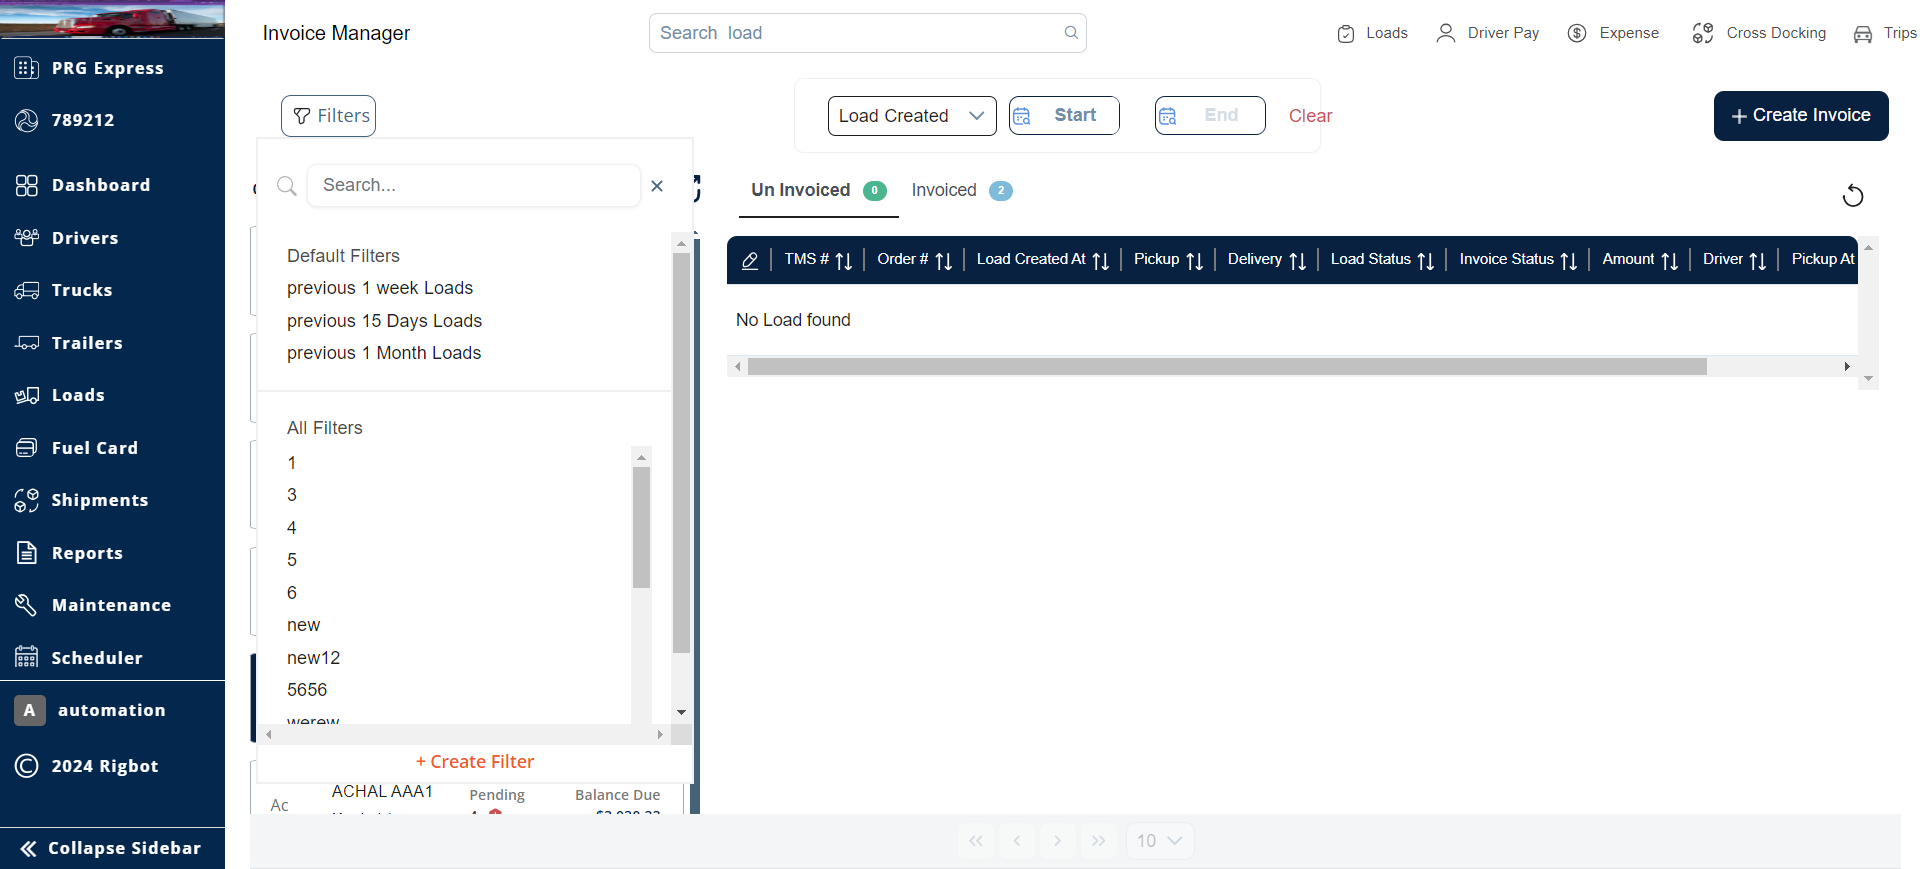 PRG Express
789212
Dashboard
Drivers
Trucks
Trailers
Loads
Fuel Card
Shipments
Reports
Maintenance
Scheduler
A automation
2024 Rigbot
Collapse Sidebar
Invoice Manager
Search load
Loads
Driver Pay
Expense
Cross Docking
Trips
Filters
Load Created
Start
End
Clear
+ Create Invoice
Search...
Default Filters
previous 1 week Loads
previous 15 Days Loads
previous 1 Month Loads
All Filters
1
3
4
5
6
new
new12
5656
werew
+ Create Filter
Ac
ACHAL AAA1
Pending
Balance Due
Un Invoiced 0
Invoiced 2
TMS # Order # Load Created At Pickup Delivery Load Status Invoice Status Amount Driver Pickup At
No Load found
10